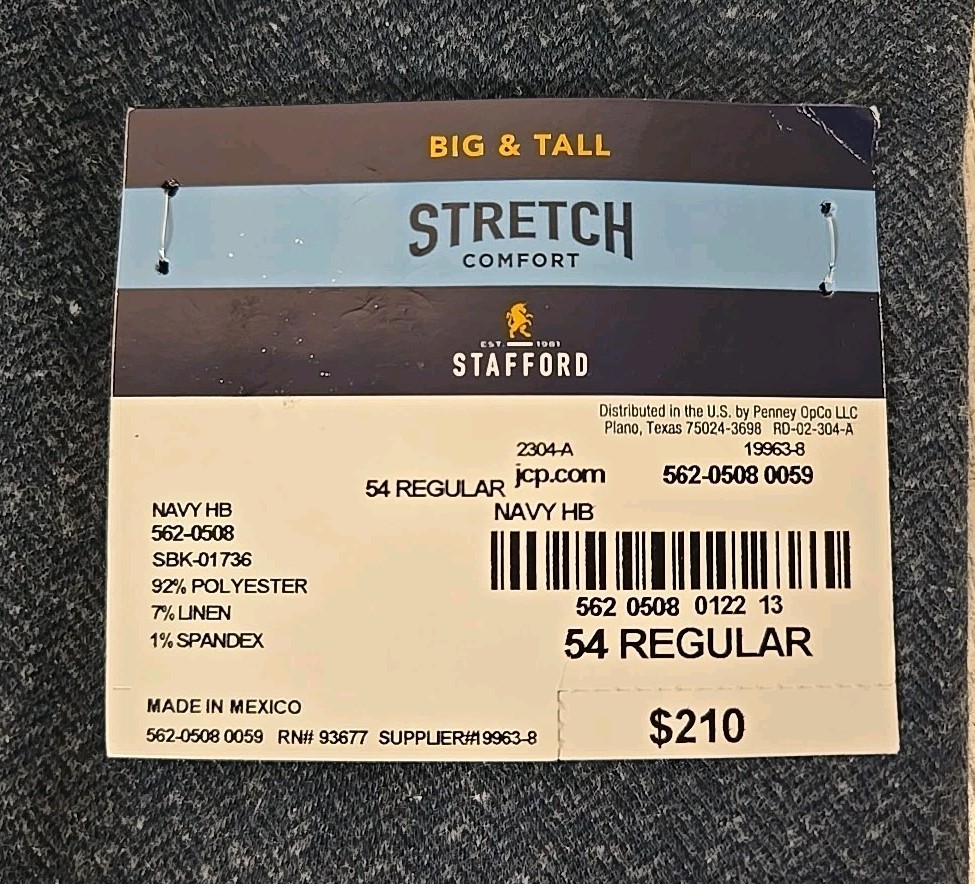 BIG & TALL
STRETCH
COMFORT
EST. 1981
STAFFORD
Distributed in the U.S. by Penney OpCo LLC
Plano, Texas 75024-3698 RD-02-304-A
2304-A 19963-8
54 REGULAR jcp.com 562-0508 0059
NAVY HB
562-0508
SBK-01736
92% POLYESTER
7% LINEN
1% SPANDEX
NAVY HB
562 0508 0122 13
54 REGULAR
MADE IN MEXICO
562-0508 0059 RN# 93677 SUPPLIER#19963-8
$210